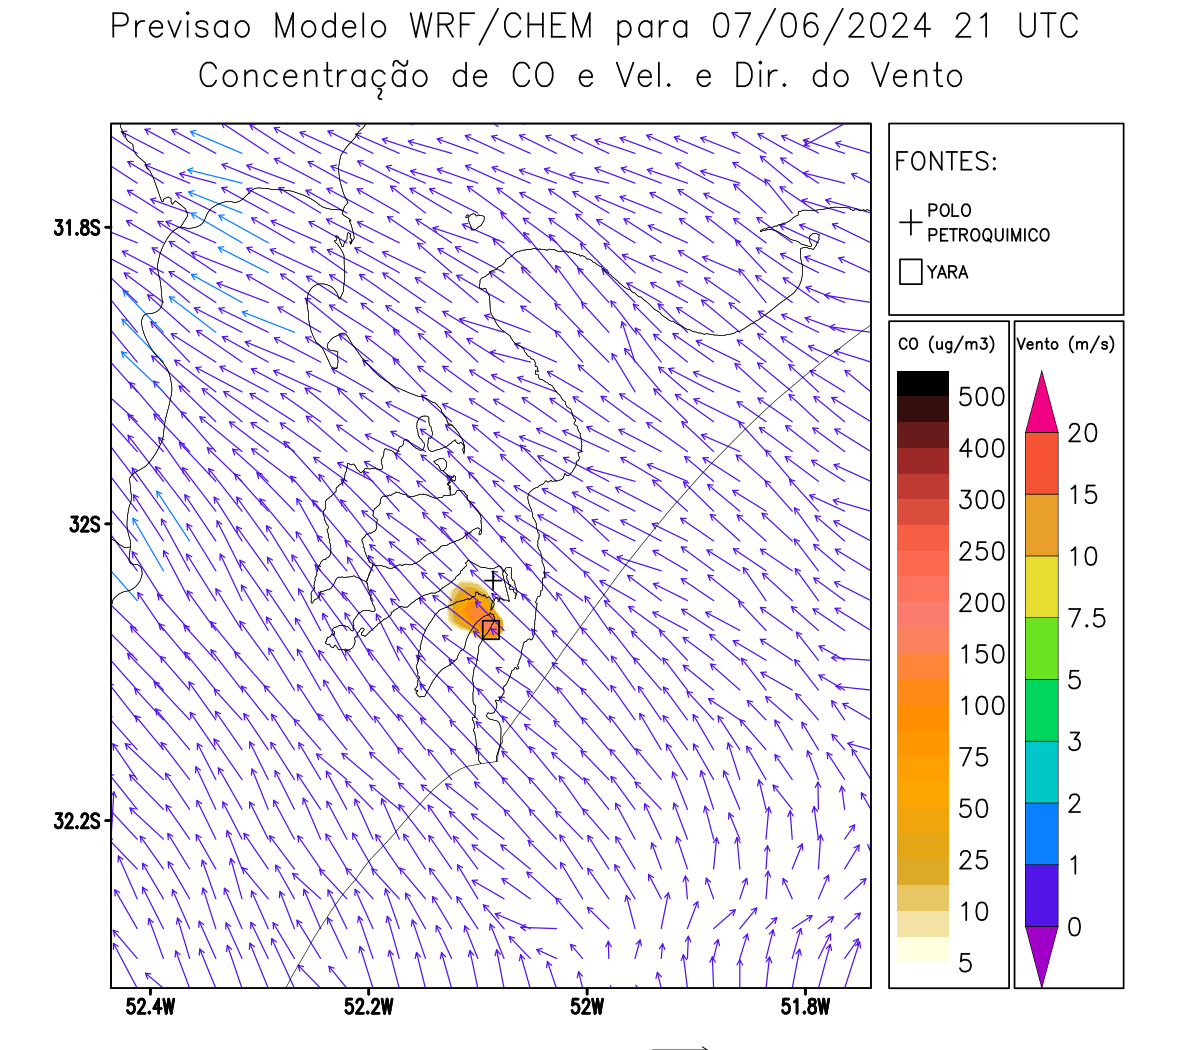 Previsao Modelo WRF/CHEM para 07/06/2024 21 UTC
Concentração de CO e Vel. e Dir. do Vento
FONTES:
POLO
PETROQUIMICO
YARA
CO (ug/m3)
500
400
300
250
200
150
100
75
50
25
10
5
Vento (m/s)
20
15
10
7.5
5
3
2
1
0
31.8S
32S
32.2S
52.4W
52.2W
52W
51.8W